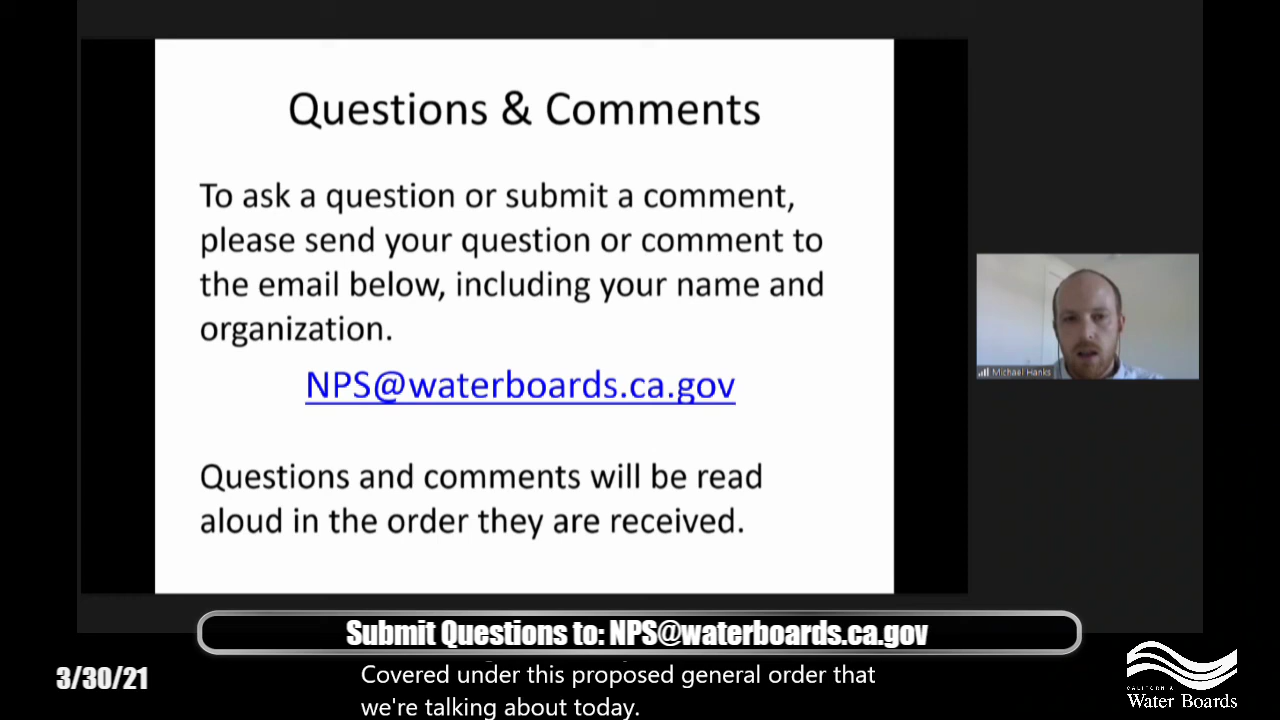 Questions & Comments
To ask a question or submit a comment,
please send your question or comment to
the email below, including your name and
organization.
NPS@waterboards.ca.gov
Questions and comments will be read
aloud in the order they are received.
Michael Hanks
Submit Questions to: NPS@waterboards.ca.gov
3/30/21
Covered under this proposed general order that
we're talking about today.
CALIFORNIA
Water Boards